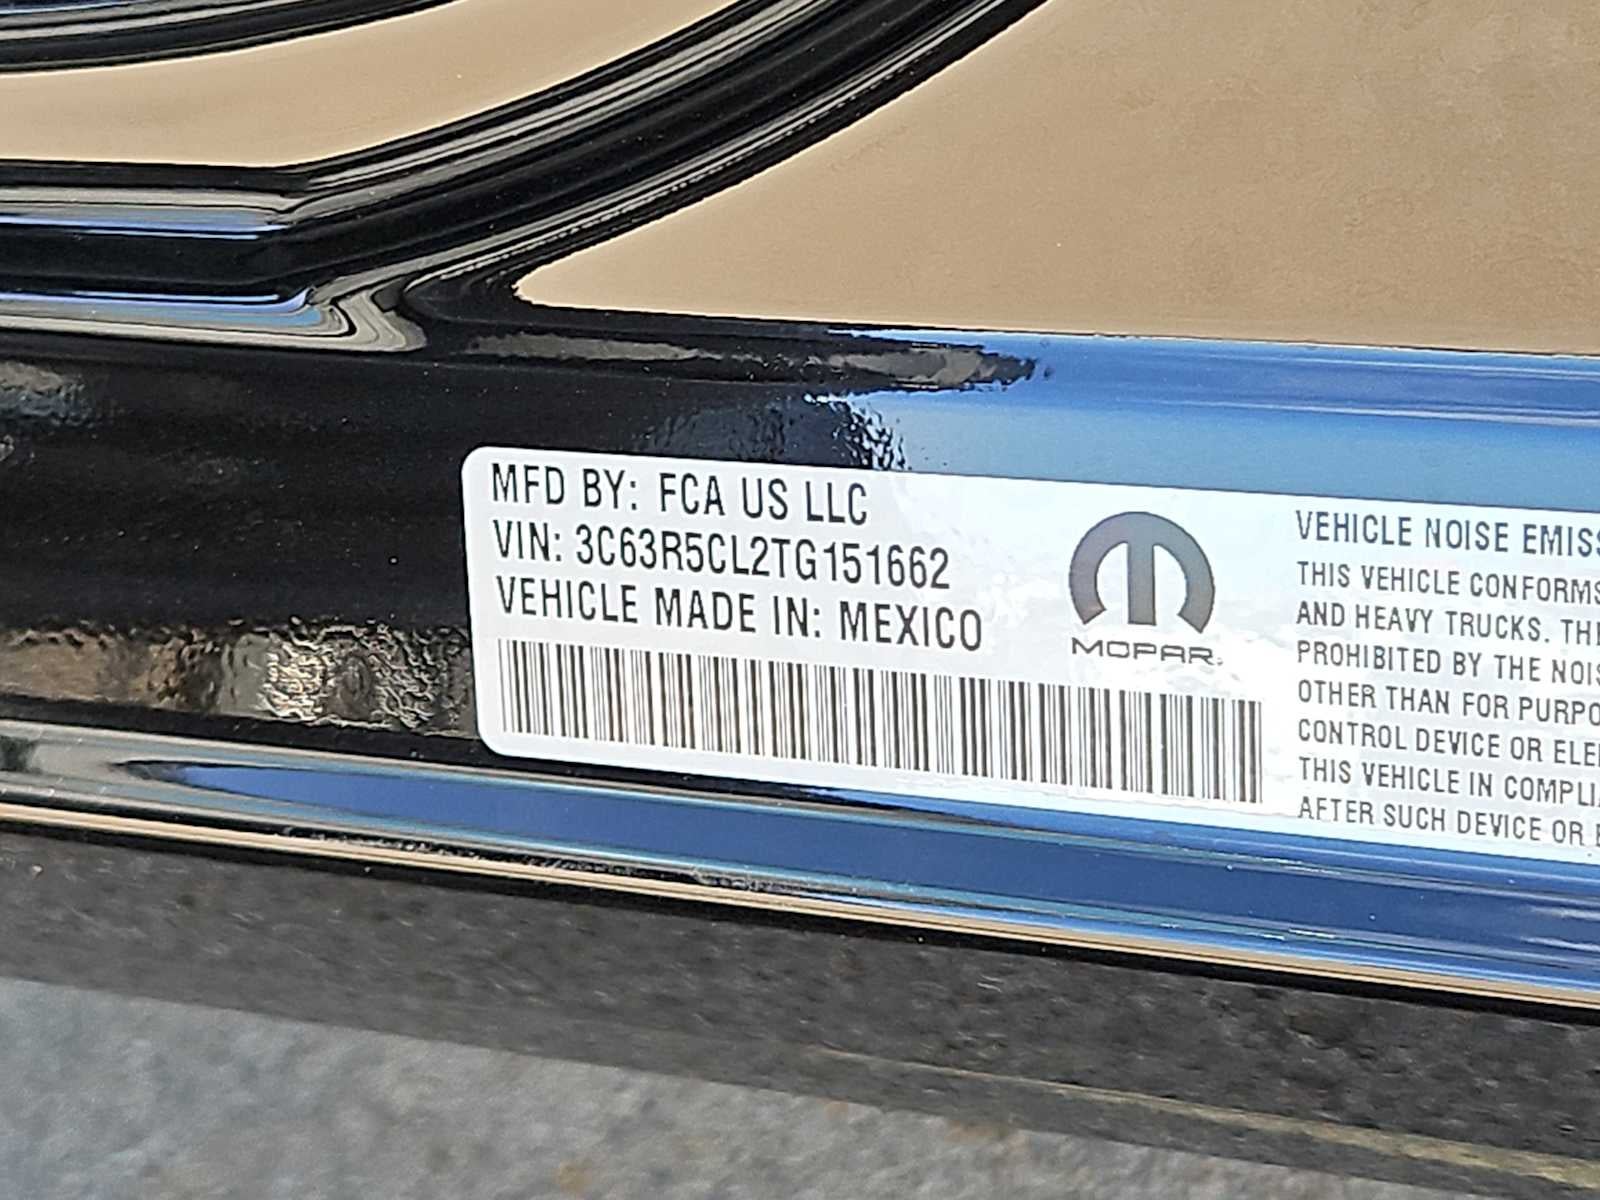 MFD BY: FCA US LLC
VIN: 3C63R5CL2TG151662
VEHICLE MADE IN: MEXICO
MOPAR
VEHICLE NOISE
THIS VEHICLE CONFORMS
AND HEAVY TRUCKS.
PROHIBITED BY THE
OTHER THAN FOR
CONTROL DEVICE OR
THIS VEHICLE IN
AFTER SUCH DEVICE OR